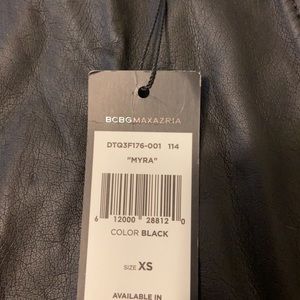 BCBGMAXAZRIA
DTQ3F176-001 114
"MYRA"
6 12000 28812 0
COLOR BLACK
SIZE XS
AVAILABLE IN